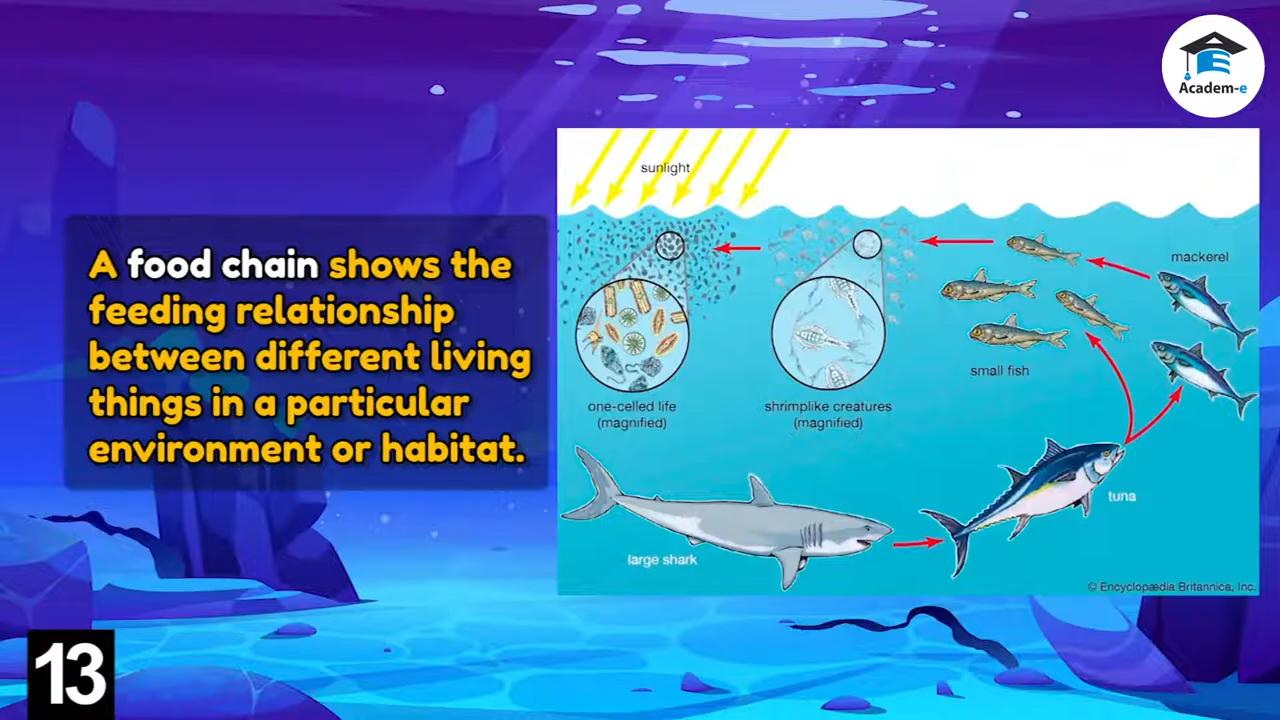 Academ-e
A food chain shows the
feeding relationship
between different living
things in a particular
environment or habitat.
sunlight
mackerel
small fish
one-celled life
(magnified)
shrimplike creatures
(magnified)
tuna
large shark
© Encyclopædia Britannica, Inc.
13